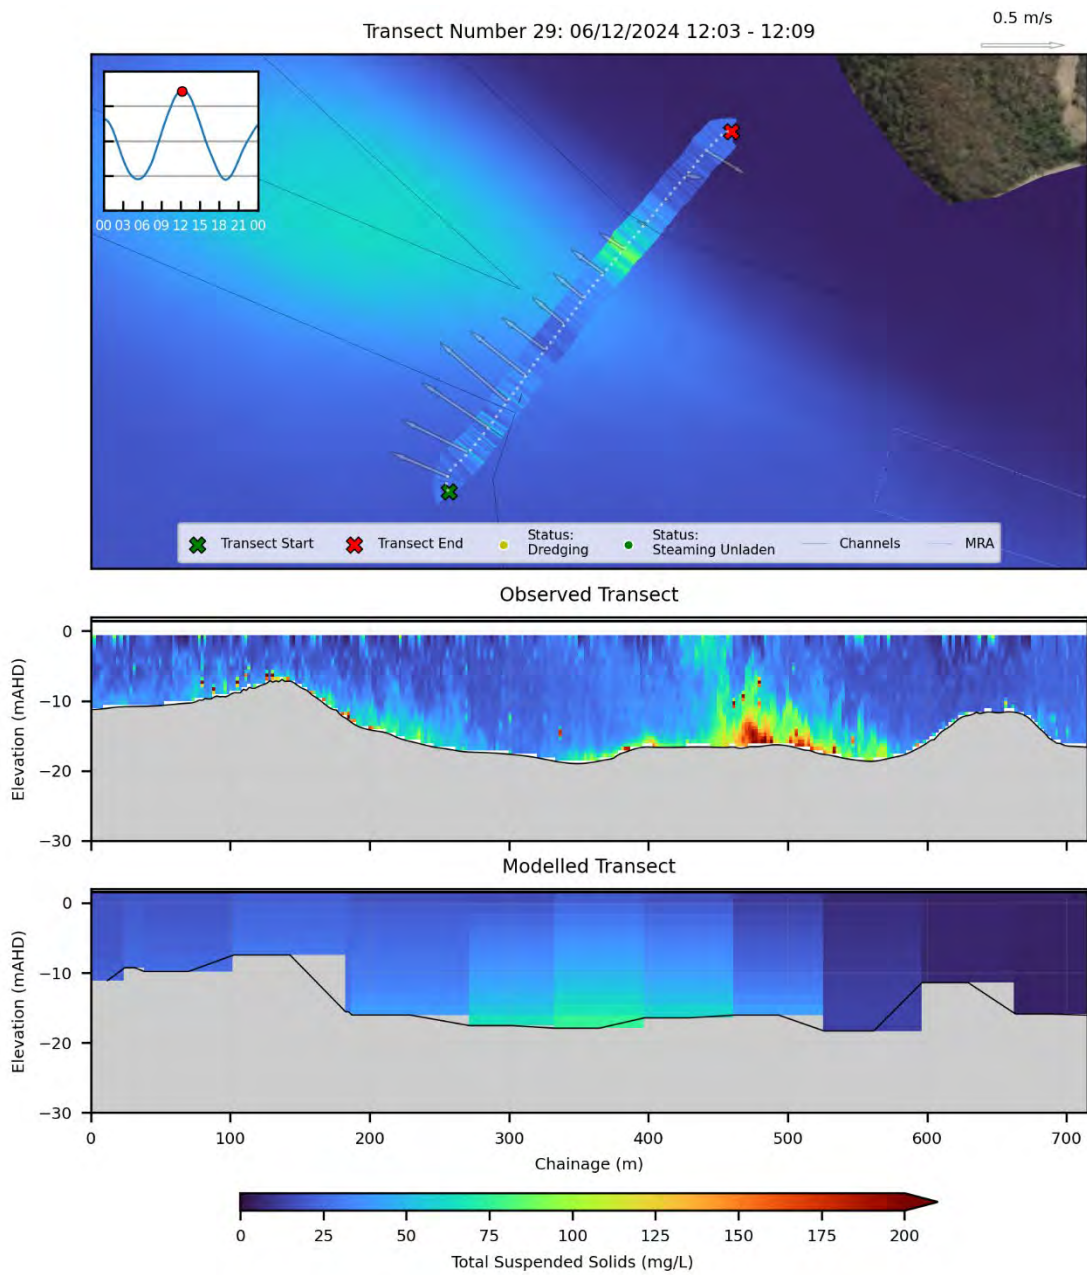 0.5 m/s
Transect Number 29: 06/12/2024 12:03 - 12:09
00 03 06 09 12 15 18 21 00
Transect Start
Transect End
Status:
Dredging
Status:
Steaming Unladen
Channels
MRA
Observed Transect
Elevation (mAHD)
0
−10
−20
−30
Modelled Transect
Elevation (mAHD)
0
−10
−20
−30
0 100 200 300 400 500 600 700
Chainage (m)
0 25 50 75 100 125 150 175 200
Total Suspended Solids (mg/L)